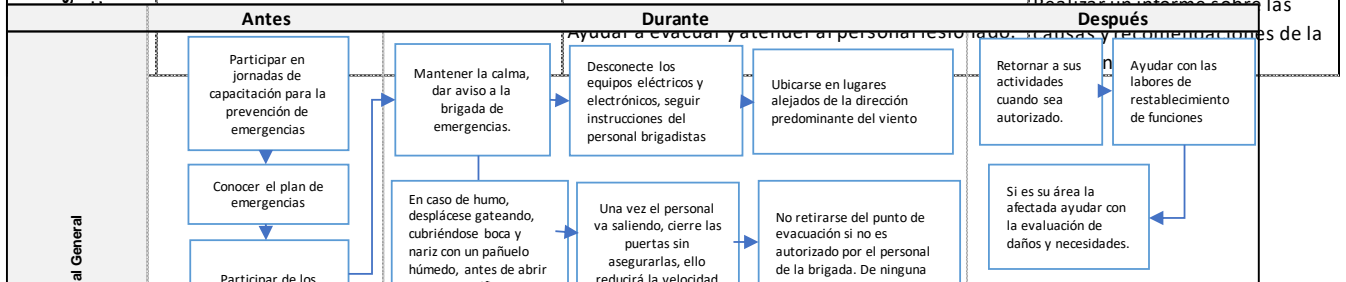 Realizar un informe sobre las
Antes
Durante
Después
Ayudar a evacuar y atender al personal lesionado.
causas y recomendaciones de la
Participar en
jornadas de
capacitación para la
prevención de
emergencias
Conocer el plan de
emergencias
Participar de los
Mantener la calma,
dar aviso a la
brigada de
emergencias.
Desconecte los
equipos eléctricos y
electrónicos, seguir
instrucciones del
personal brigadistas
Ubicarse en lugares
alejados de la dirección
predominante del viento
En caso de humo,
desplácese gateando,
cubriéndose boca y
nariz con un pañuelo
húmedo, antes de abrir
Una vez el personal
va saliendo, cierre las
puertas sin
asegurarlas, ello
reducirá la velocidad
No retirarse del punto de
evacuación si no es
autorizado por el personal
de la brigada. De ninguna
Retornar a sus
actividades
cuando sea
autorizado.
Ayudar con las
labores de
restablecimiento
de funciones
Si es su área la
afectada ayudar con
la evaluación de
daños y necesidades.
al General